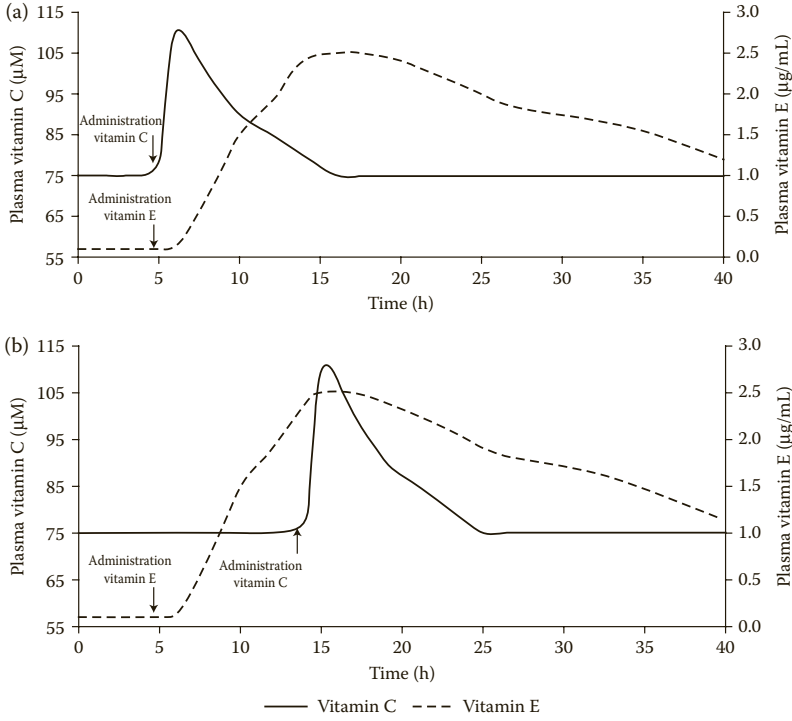 (a)
115
105
95
85
75
65
55
Plasma vitamin C (µM)
Administration
vitamin C
Administration
vitamin E
3.0
2.5
2.0
1.5
1.0
0.5
0.0
Plasma vitamin E (µg/mL)
0 5 10 15 20 25 30 35 40
Time (h)
(b)
115
105
95
85
75
65
55
Plasma vitamin C (µM)
Administration
vitamin E
Administration
vitamin C
3.0
2.5
2.0
1.5
1.0
0.5
0.0
Plasma vitamin E (µg/mL)
0 5 10 15 20 25 30 35 40
Time (h)
Vitamin C Vitamin E